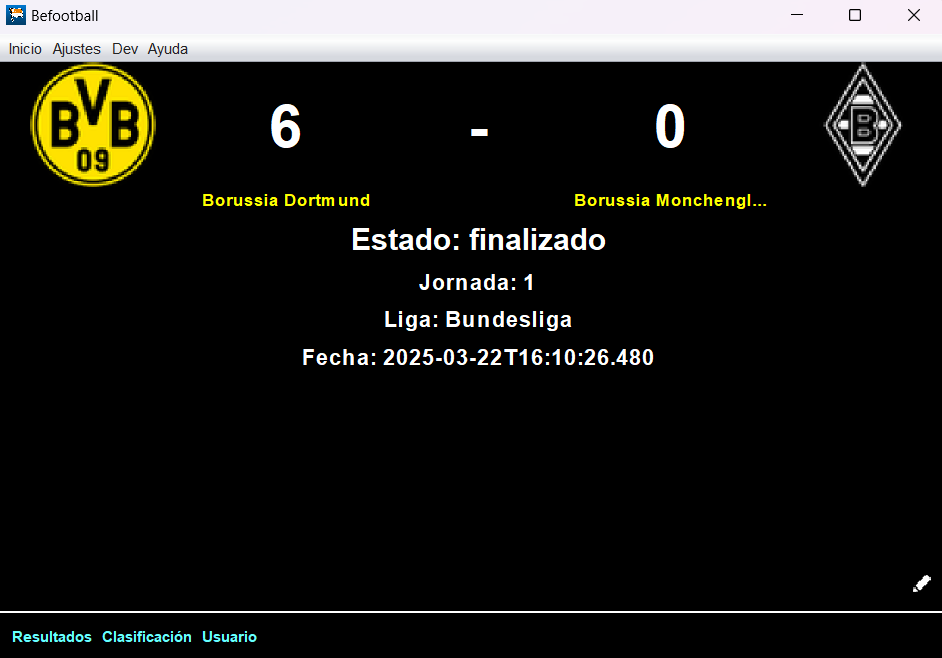 Befootball
Inicio Ajustes Dev Ayuda
BVB 09 6 - 0 B
Borussia Dortmund Borussia Monchengl...
Estado: finalizado
Jornada: 1
Liga: Bundesliga
Fecha: 2025-03-22T16:10:26.480
Resultados Clasificación Usuario